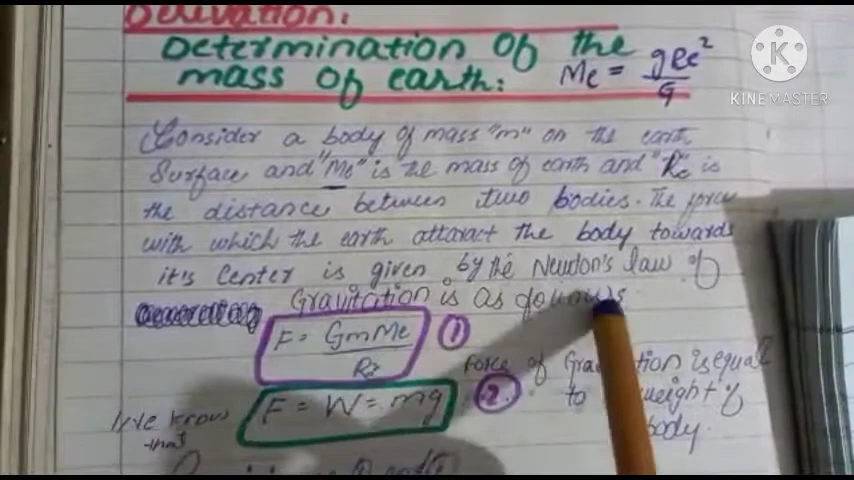 Derivation:
Determination of the
mass of earth: Me = gRe²/G
KINEMASTER
Consider a body of mass "m" on the earth
Surface and "Me" is the mass of earth and "Re" is
the distance between two bodies. The force
with which the earth attaract the body towards
it's Center is given by the Newton's law of
Gravitation is as follows
F = GmMe/Re² 1
Force of Gravitation is equal
F = W = mg 2. to weight of
We know
that body.